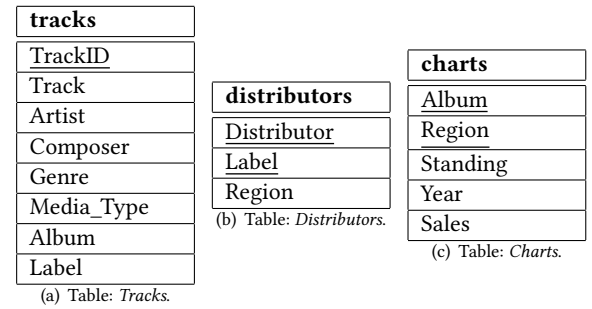 tracks
TrackID
Track
Artist
Composer
Genre
Media_Type
Album
Label
(a) Table: Tracks.
distributors
Distributor
Label
Region
(b) Table: Distributors.
charts
Album
Region
Standing
Year
Sales
(c) Table: Charts.